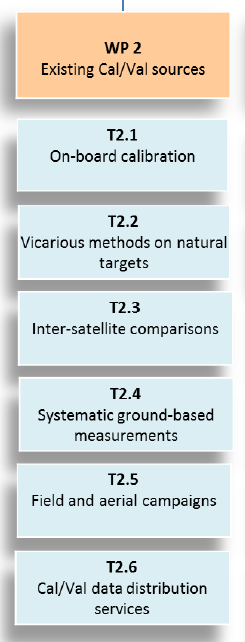 WP 2
Existing Cal/Val sources
T2.1
On-board calibration
T2.2
Vicarious methods on natural
targets
T2.3
Inter-satellite comparisons
T2.4
Systematic ground-based
measurements
T2.5
Field and aerial campaigns
T2.6
Cal/Val data distribution
services